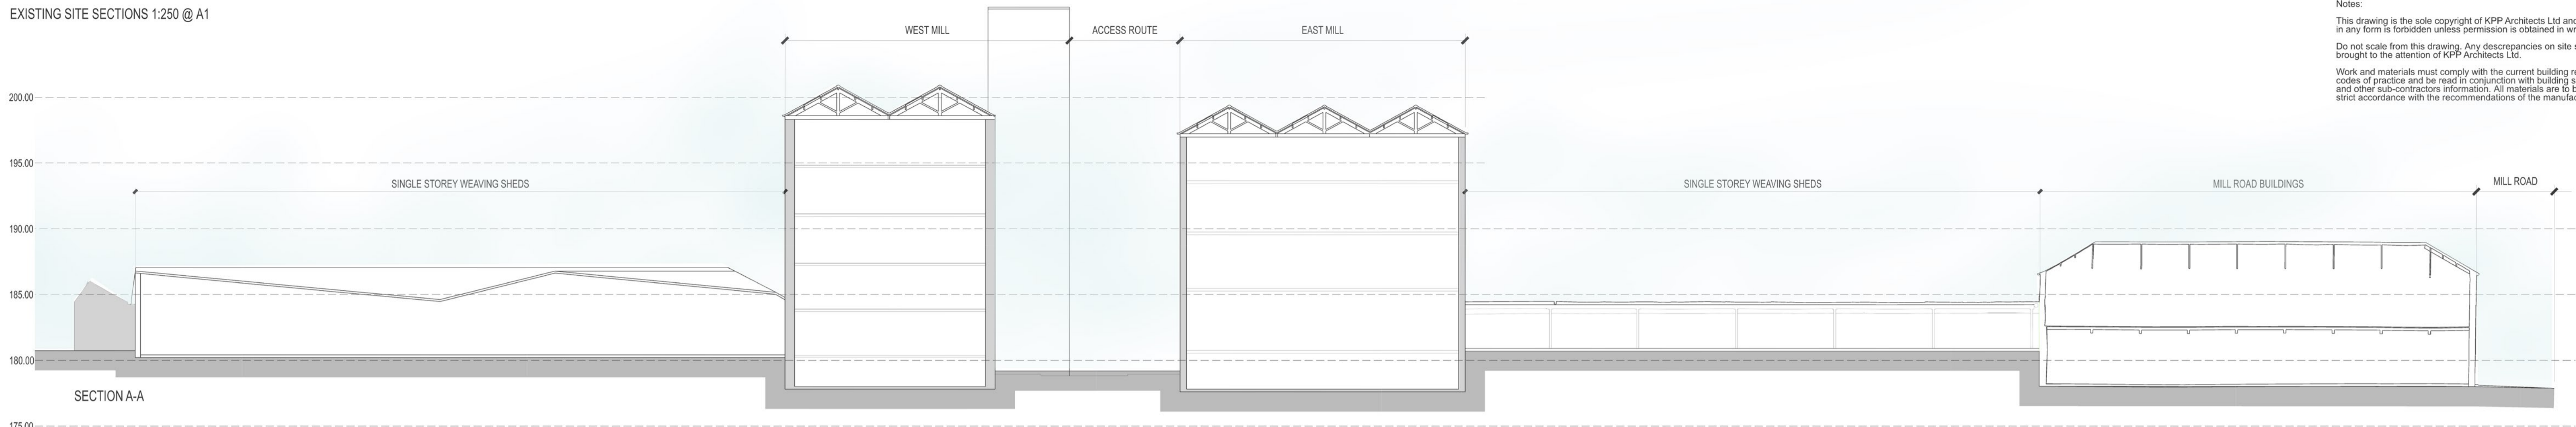 EXISTING SITE SECTIONS 1:250 @ A1
Notes:
This drawing is the sole copyright of KPP Architects Ltd and
in any form is forbidden unless permission is obtained in wr
Do not scale from this drawing. Any descrepancies on site s
brought to the attention of KPP Architects Ltd.
Work and materials must comply with the current building re
codes of practice and be read in conjunction with building s
and other sub-contractors information. All materials are to b
strict accordance with the recommendations of the manufac
WEST MILL
ACCESS ROUTE
EAST MILL
200.00
195.00
SINGLE STOREY WEAVING SHEDS
SINGLE STOREY WEAVING SHEDS
MILL ROAD BUILDINGS
MILL ROAD
190.00
185.00
180.00
SECTION A-A
175.00